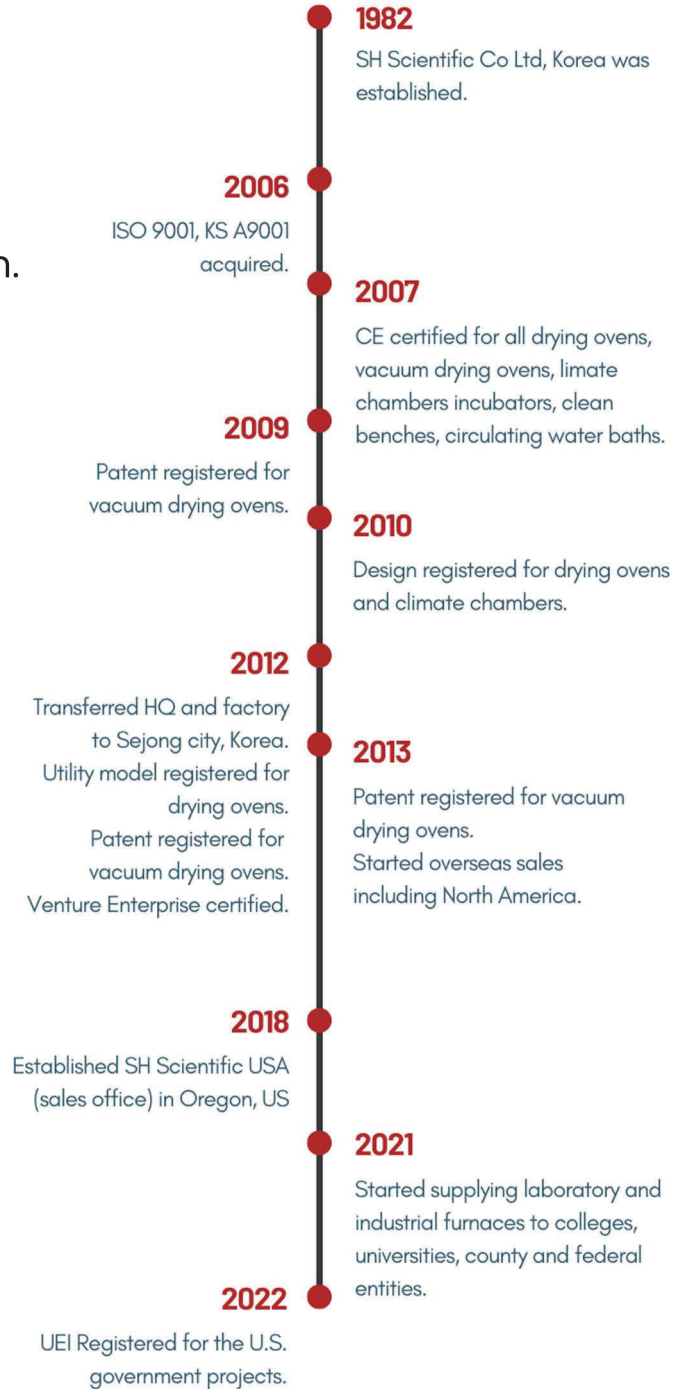 1982
SH Scientific Co Ltd, Korea was
established.
2006
ISO 9001, KS A9001
acquired.
n.
2007
CE certified for all drying ovens,
vacuum drying ovens, limate
chambers incubators, clean
benches, circulating water baths.
2009
Patent registered for
vacuum drying ovens.
2010
Design registered for drying ovens
and climate chambers.
2012
Transferred HQ and factory
to Sejong city, Korea.
Utility model registered for
drying ovens.
Patent registered for
vacuum drying ovens.
Venture Enterprise certified.
2013
Patent registered for vacuum
drying ovens.
Started overseas sales
including North America.
2018
Established SH Scientific USA
(sales office) in Oregon, US
2021
Started supplying laboratory and
industrial furnaces to colleges,
universities, county and federal
entities.
2022
UEI Registered for the U.S.
government projects.